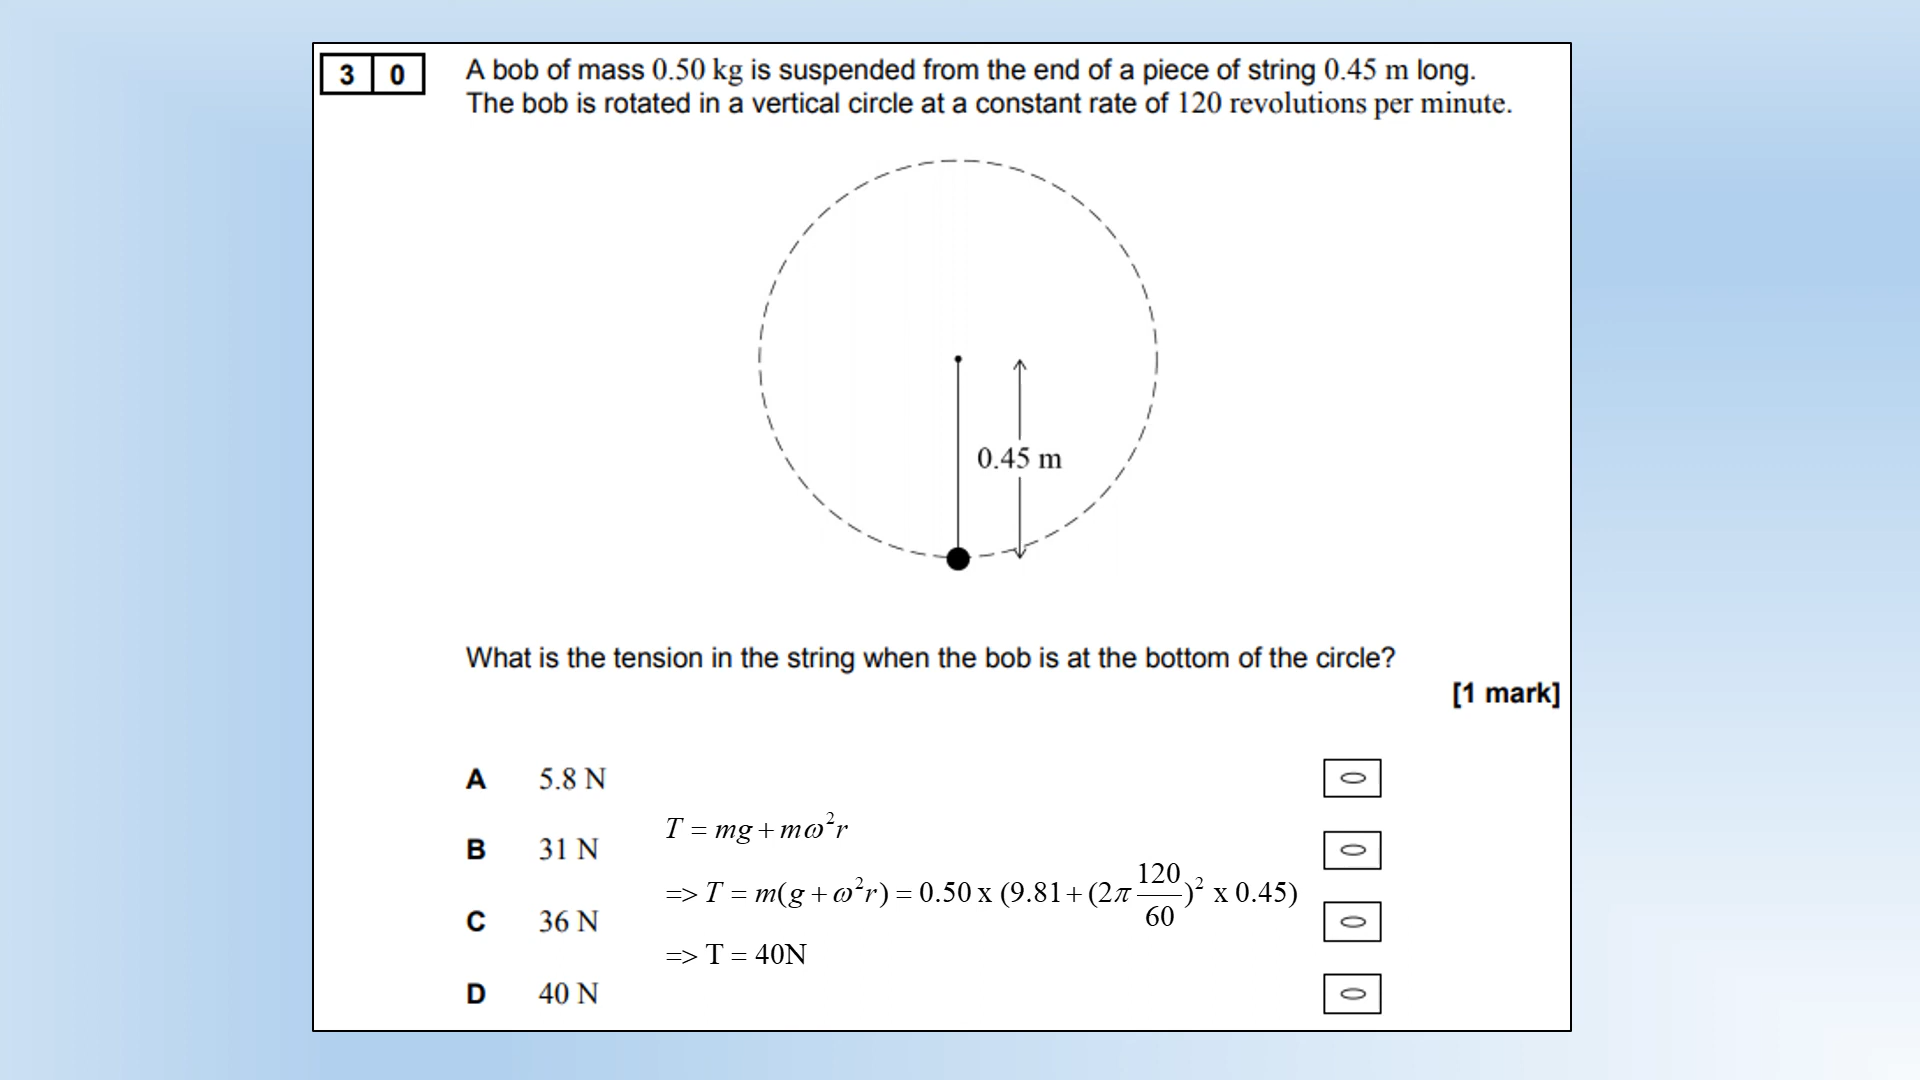 3 0
A bob of mass 0.50 kg is suspended from the end of a piece of string 0.45 m long.
The bob is rotated in a vertical circle at a constant rate of 120 revolutions per minute.
0.45 m
What is the tension in the string when the bob is at the bottom of the circle?
[1 mark]
A 5.8 N
B 31 N
C 36 N
D 40 N
T = mg + mω²r
=> T = m(g + ω²r) = 0.50 x (9.81 + (2π 120/60)² x 0.45)
=> T = 40N